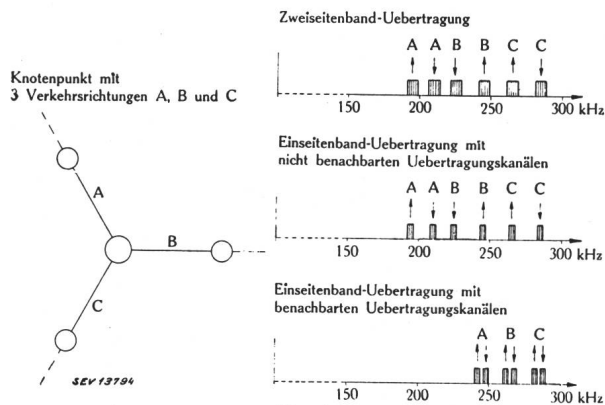 Knotenpunkt mit
3 Verkehrsrichtungen A, B und C
A
B
C
SEV 13794
Zweiseitenband-Uebertragung
A A B B C C
150 200 250 300 kHz
Einseitenband-Uebertragung mit
nicht benachbarten Uebertragungskanälen
A A B B C C
150 200 250 300 kHz
Einseitenband-Uebertragung mit
benachbarten Uebertragungskanälen
A B C
150 200 250 300 kHz